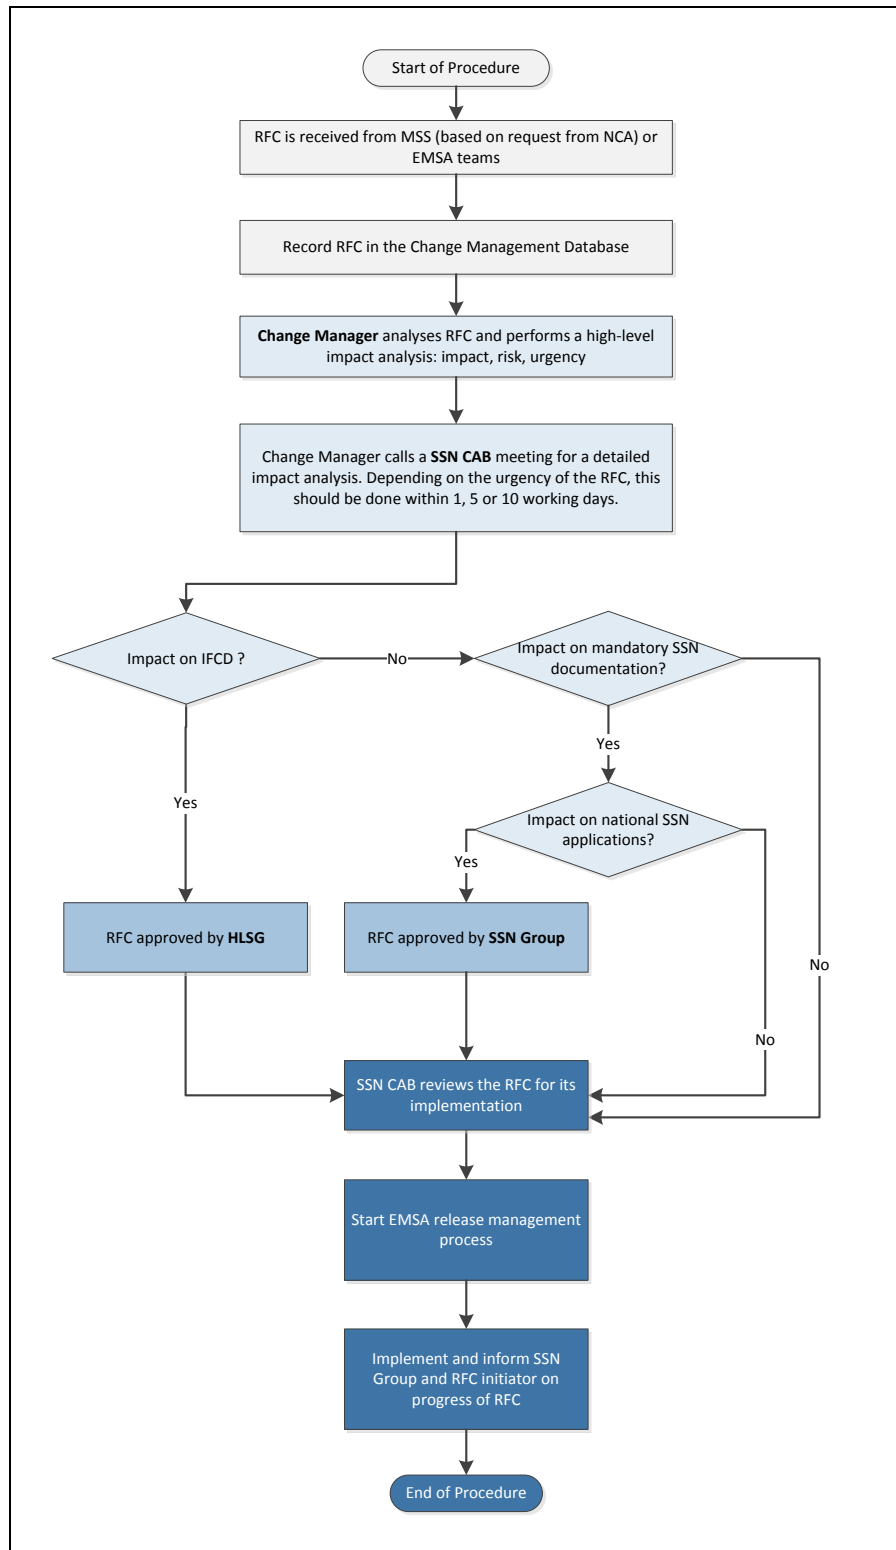 Start of Procedure
RFC is received from MSS (based on request from NCA) or
EMSA teams
Record RFC in the Change Management Database
Change Manager analyses RFC and performs a high-level
impact analysis: impact, risk, urgency
Change Manager calls a SSN CAB meeting for a detailed
impact analysis. Depending on the urgency of the RFC, this
should be done within 1, 5 or 10 working days.
Impact on IFCD ?
No
Impact on mandatory SSN
documentation?
Yes
Yes
Impact on national SSN
applications?
Yes
RFC approved by HLSG
RFC approved by SSN Group
No
No
SSN CAB reviews the RFC for its
implementation
Start EMSA release management
process
Implement and inform SSN
Group and RFC initiator on
progress of RFC
End of Procedure